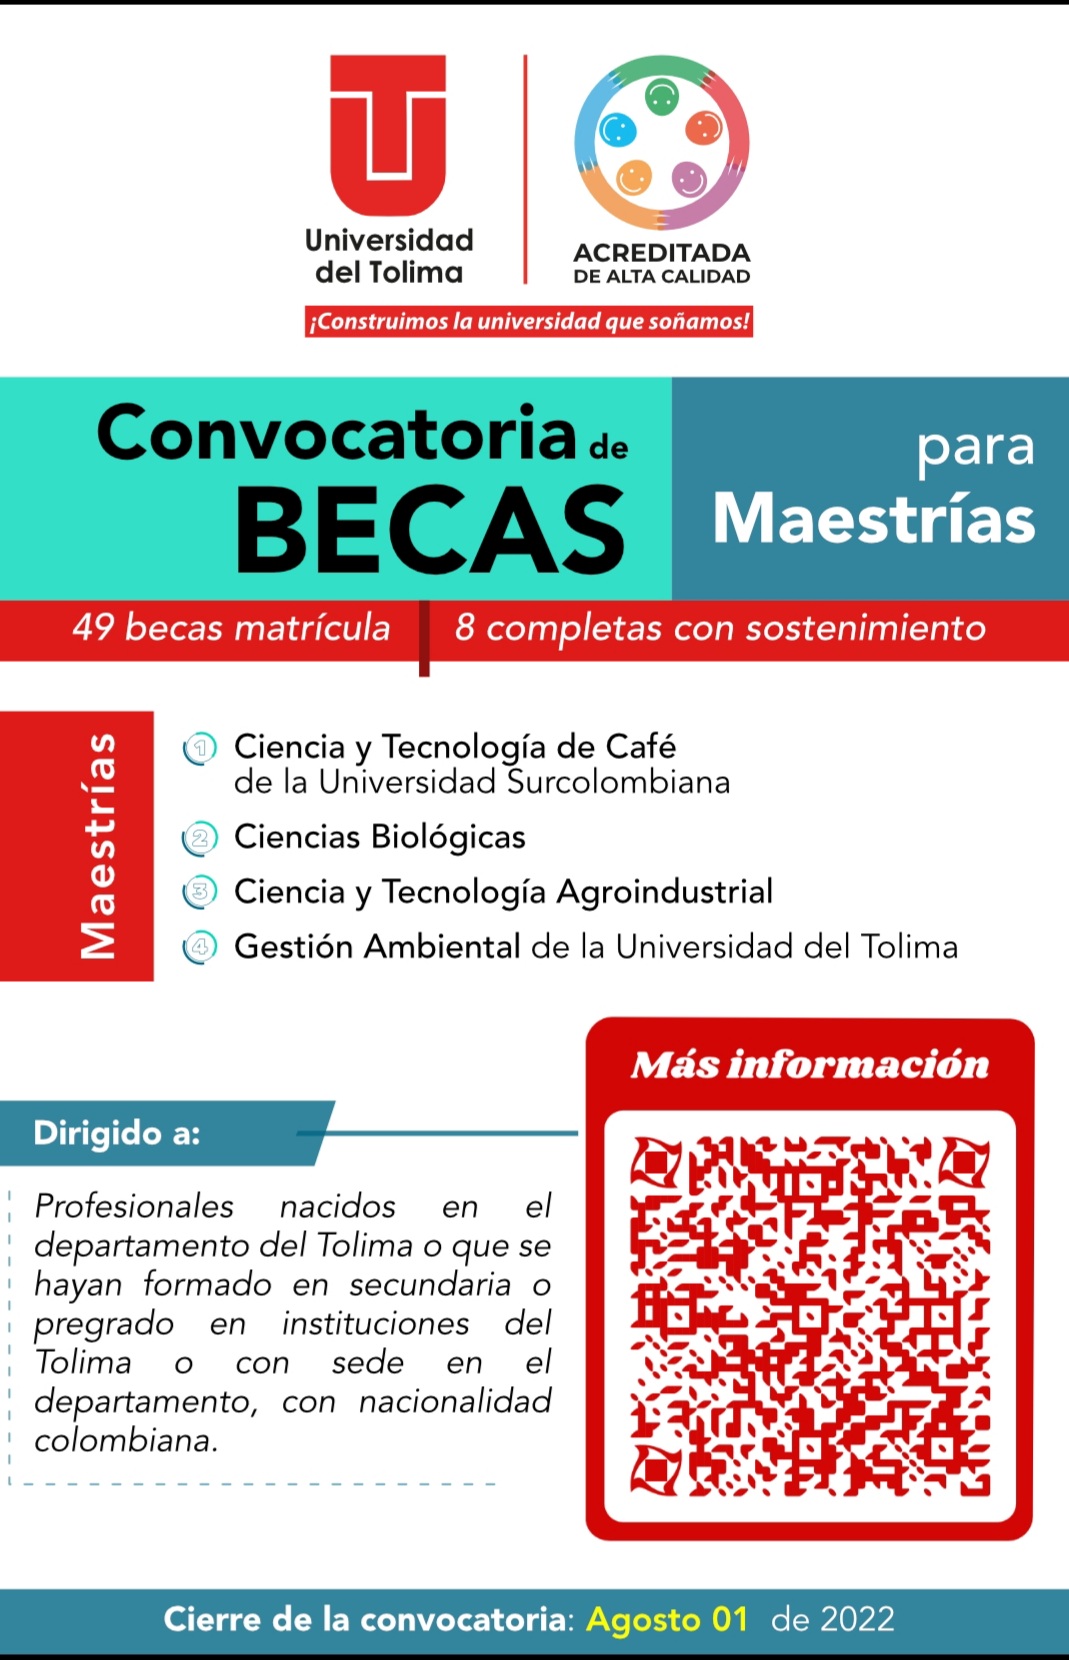 Universidad
del Tolima
ACREDITADA
DE ALTA CALIDAD
¡Construimos la universidad que soñamos!
Convocatoria de
BECAS
para
Maestrías
49 becas matrícula
8 completas con sostenimiento
Maestrías
1 Ciencia y Tecnología de Café
de la Universidad Surcolombiana
2 Ciencias Biológicas
3 Ciencia y Tecnología Agroindustrial
4 Gestión Ambiental de la Universidad del Tolima
Más información
Dirigido a:
Profesionales nacidos en el
departamento del Tolima o que se
hayan formado en secundaria o
pregrado en instituciones del
Tolima o con sede en el
departamento, con nacionalidad
colombiana.
Cierre de la convocatoria: Agosto 01 de 2022